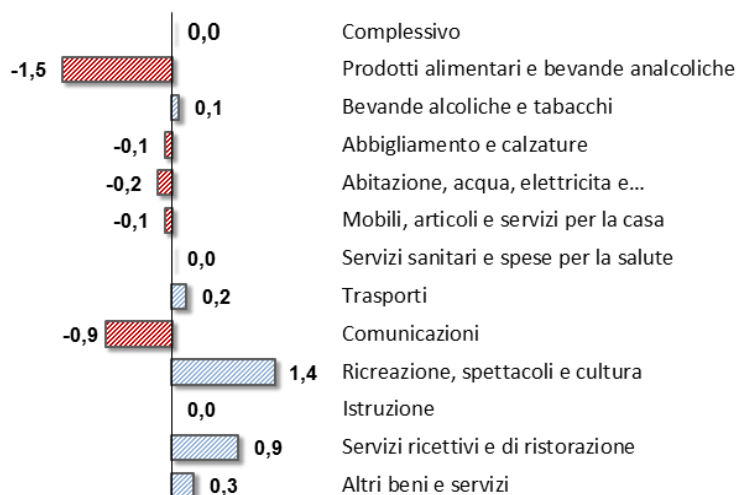 0,0 Complessivo
-1,5 Prodotti alimentari e bevande analcoliche
0,1 Bevande alcoliche e tabacchi
-0,1 Abbigliamento e calzature
-0,2 Abitazione, acqua, elettricita e...
-0,1 Mobili, articoli e servizi per la casa
0,0 Servizi sanitari e spese per la salute
0,2 Trasporti
-0,9 Comunicazioni
1,4 Ricreazione, spettacoli e cultura
0,0 Istruzione
0,9 Servizi ricettivi e di ristorazione
0,3 Altri beni e servizi